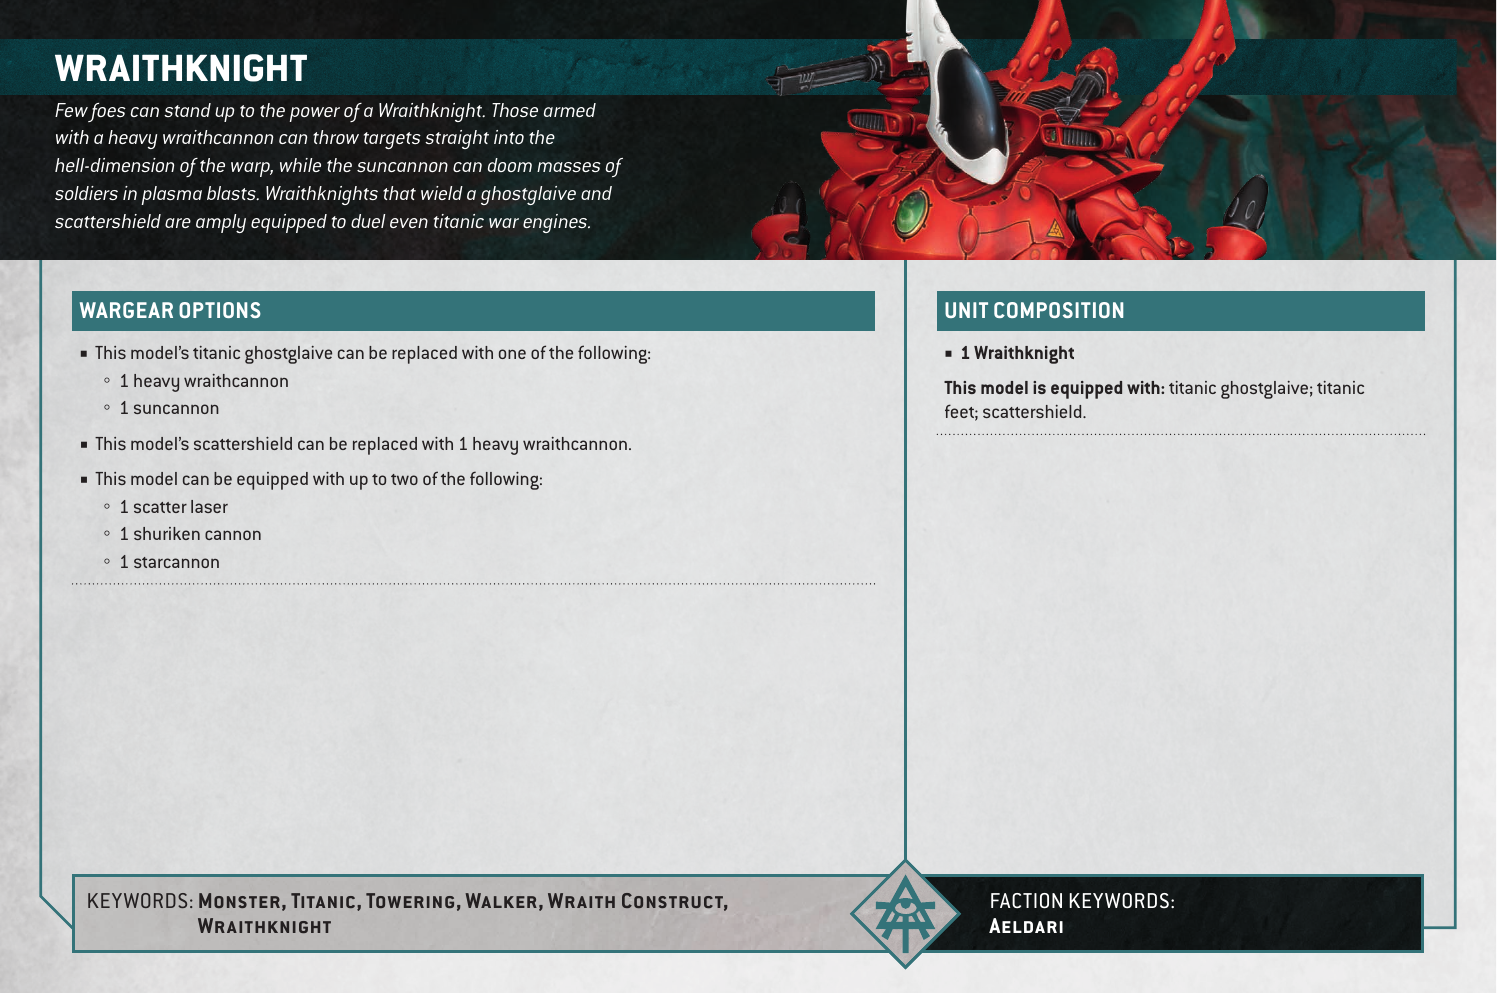 WRAITHKNIGHT
Few foes can stand up to the power of a Wraithknight. Those armed
with a heavy wraithcannon can throw targets straight into the
hell-dimension of the warp, while the suncannon can doom masses of
soldiers in plasma blasts. Wraithknights that wield a ghostglaive and
scattershield are amply equipped to duel even titanic war engines.
WARGEAR OPTIONS
■ This model’s titanic ghostglaive can be replaced with one of the following:
◦ 1 heavy wraithcannon
◦ 1 suncannon
■ This model’s scattershield can be replaced with 1 heavy wraithcannon.
■ This model can be equipped with up to two of the following:
◦ 1 scatter laser
◦ 1 shuriken cannon
◦ 1 starcannon
UNIT COMPOSITION
■ 1 Wraithknight
This model is equipped with: titanic ghostglaive; titanic
feet; scattershield.
KEYWORDS: MONSTER, TITANIC, TOWERING, WALKER, WRAITH CONSTRUCT,
WRAITHKNIGHT
FACTION KEYWORDS:
AELDARI